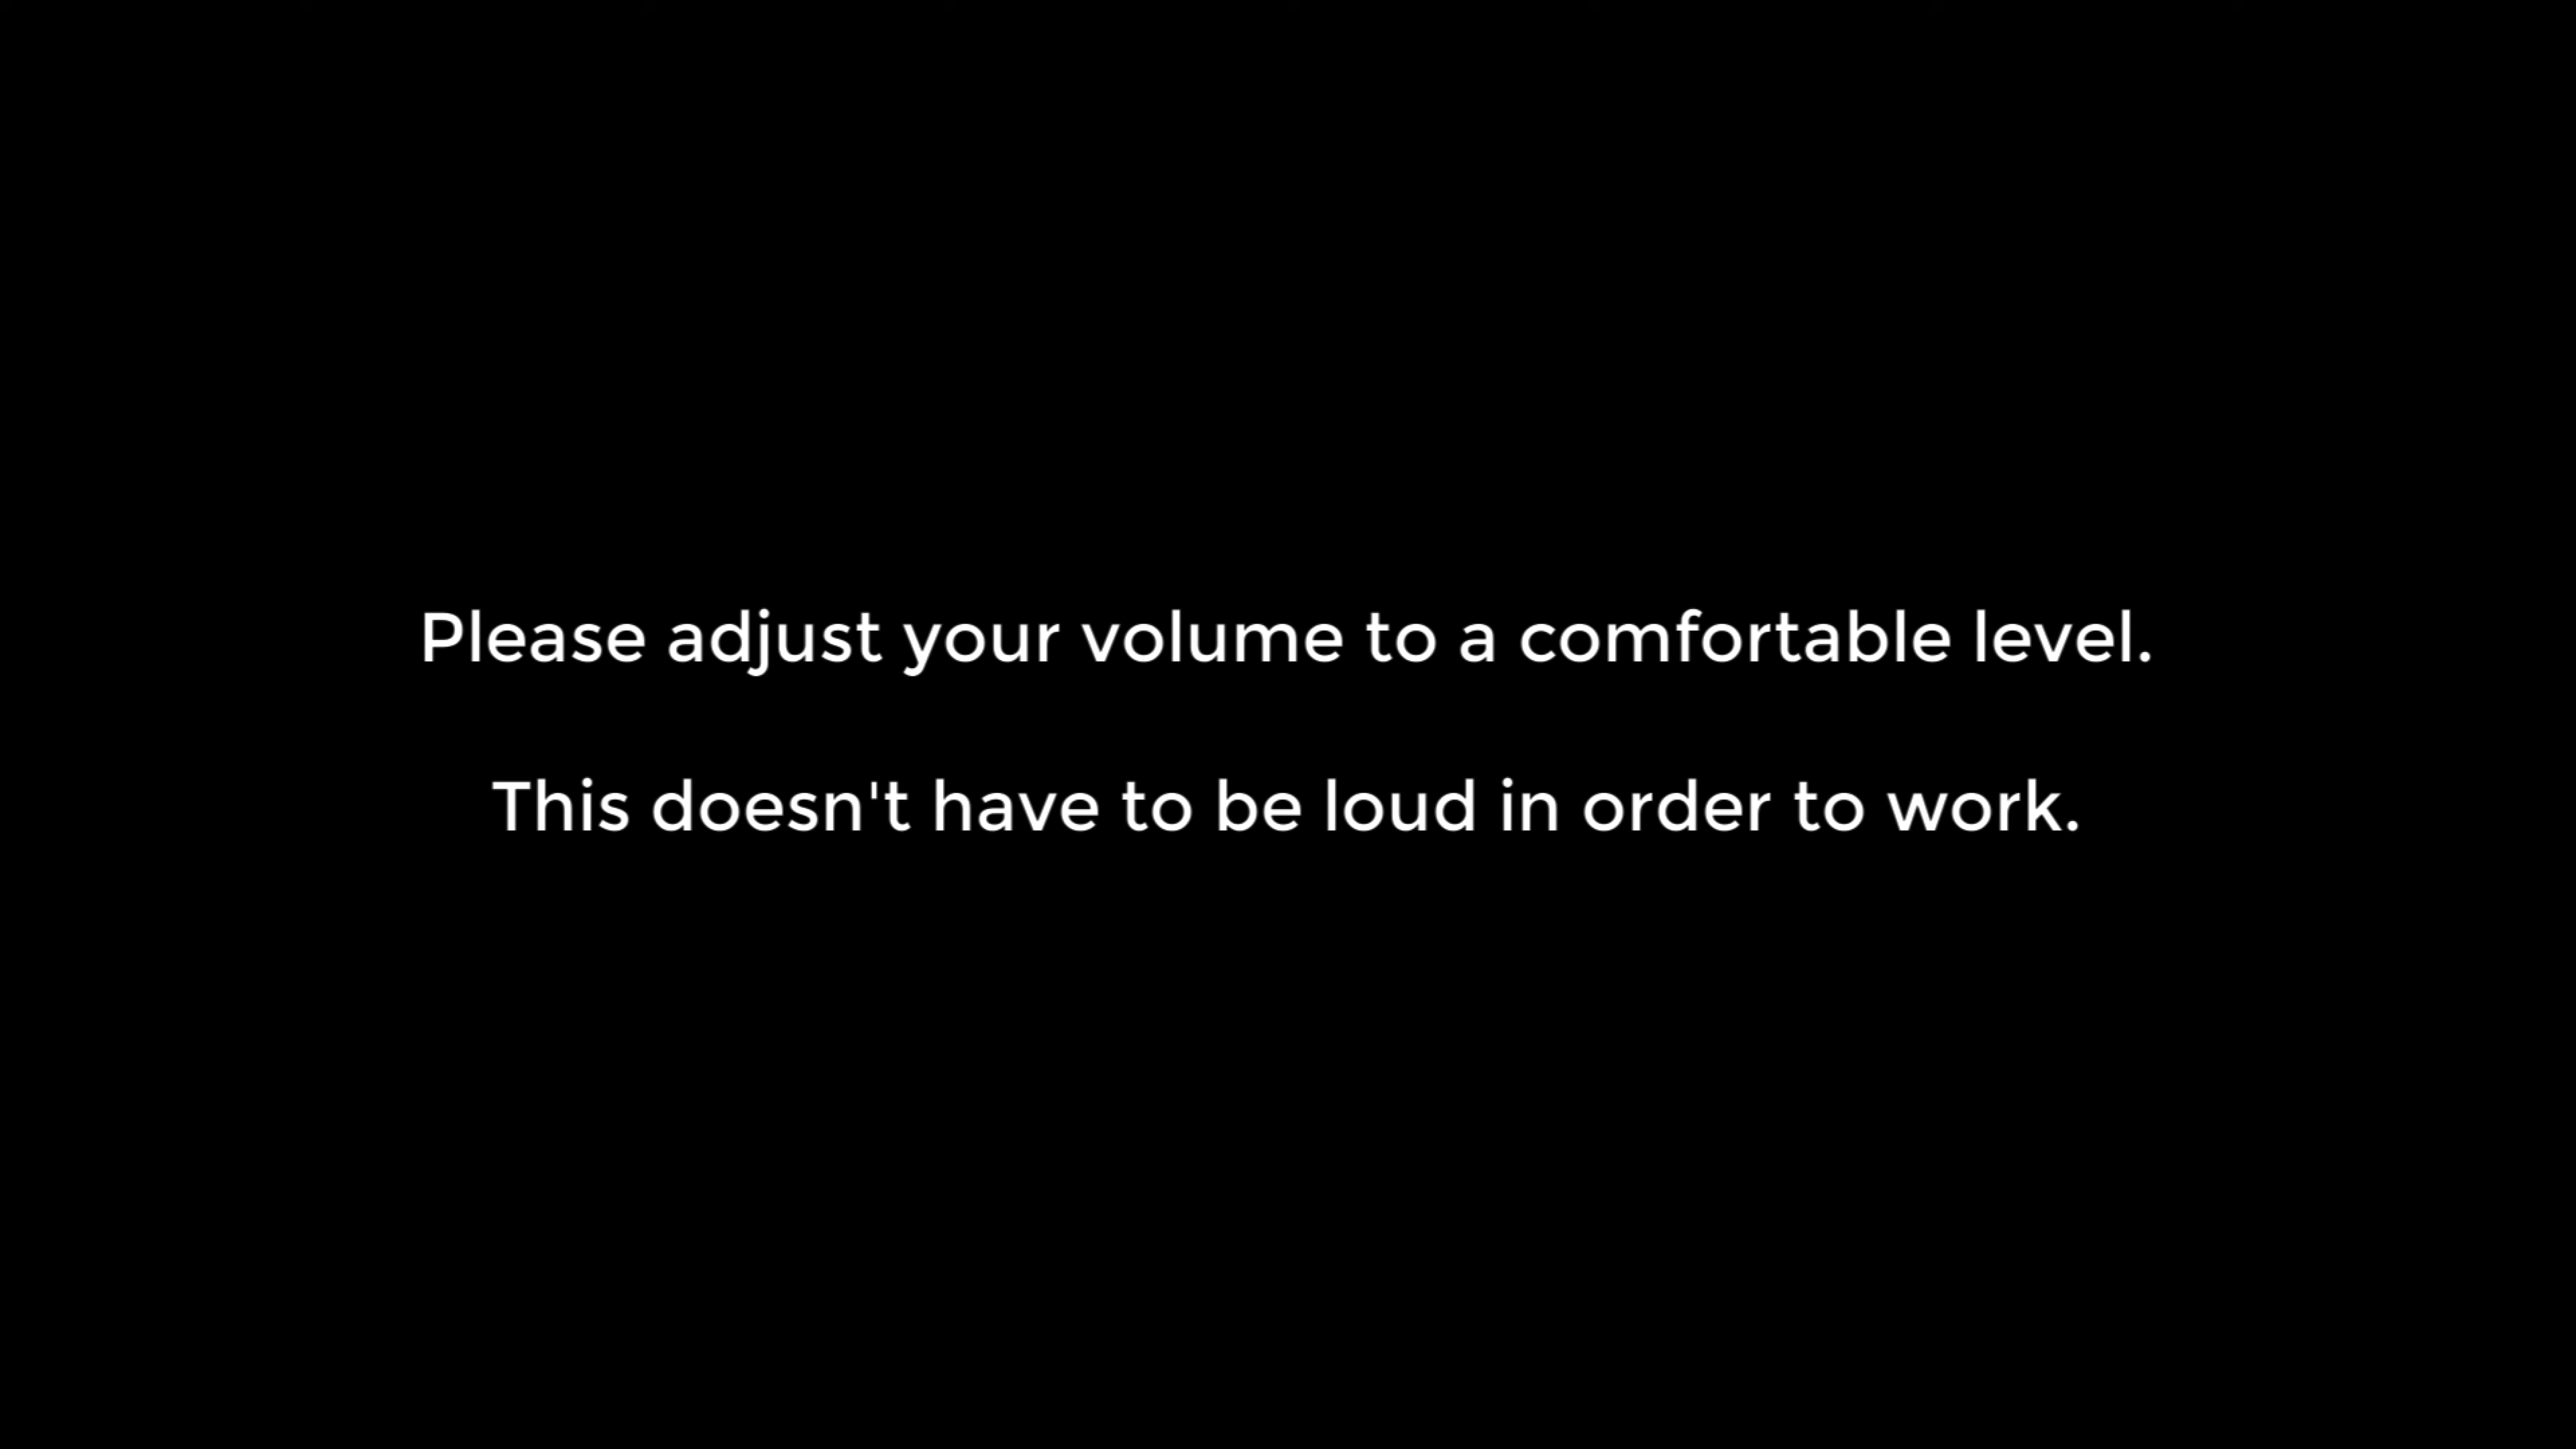 Please adjust your volume to a comfortable level.
This doesn't have to be loud in order to work.